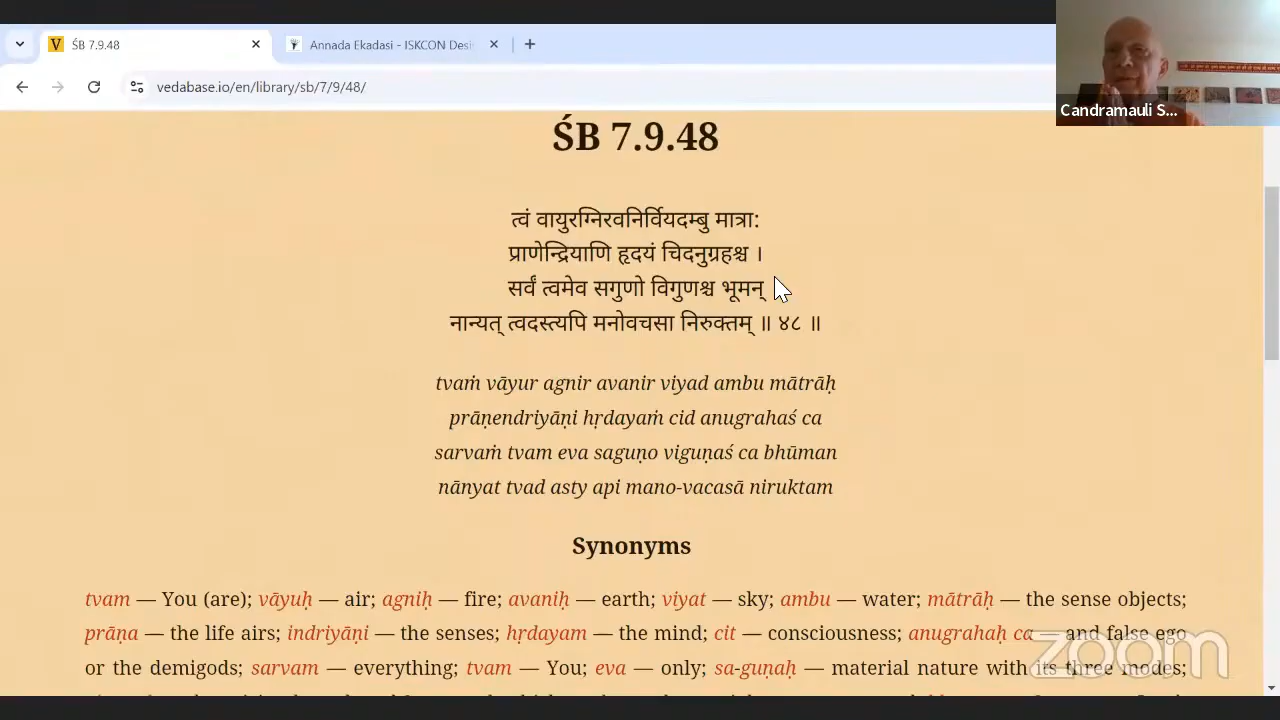 ŚB 7.9.48
Annada Ekadasi - ISKCON Desi
vedabase.io/en/library/sb/7/9/48/
Candramauli S...
ŚB 7.9.48
त्वं वायुरग्निरवनिर्वियदम्बु मात्रा:
प्राणेन्द्रियाणि हृदयं चिदनुग्रहश्च ।
सर्वं त्वमेव सगुणो विगुणश्च भूमन्
नान्यत् त्वदस्त्यपि मनोवचसा निरुक्तम् ॥ ४८ ॥
tvaṁ vāyur agnir avanir viyad ambu mātrāḥ
prāṇendriyāṇi hṛdayaṁ cid anugrahaś ca
sarvaṁ tvam eva saguṇo viguṇaś ca bhūman
nānyat tvad asty api mano-vacasā niruktam
Synonyms
tvam — You (are); vāyuḥ — air; agniḥ — fire; avaniḥ — earth; viyat — sky; ambu — water; mātrāḥ — the sense objects;
prāṇa — the life airs; indriyāṇi — the senses; hṛdayam — the mind; cit — consciousness; anugrahaḥ ca — and false ego
or the demigods; sarvam — everything; tvam — You; eva — only; sa-guṇaḥ — material nature with its three modes;
zoom